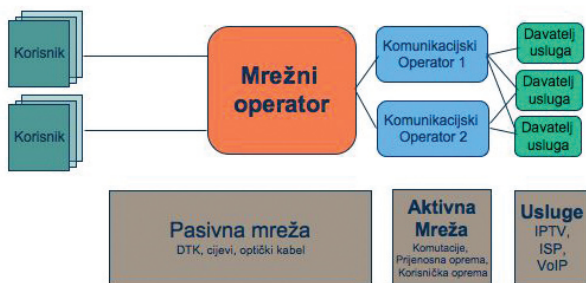 Korisnik
Korisnik
Mrežni
operator
Komunikacijski
Operator 1
Komunikacijski
Operator 2
Davatelj
usluga
Davatelj
usluga
Davatelj
usluga
Pasivna mreža
DTK, cijevi, optički kabel
Aktivna
Mreža
Komutacije,
Prijenosna oprema,
Korisnička oprema
Usluge
IPTV,
ISP,
VoIP